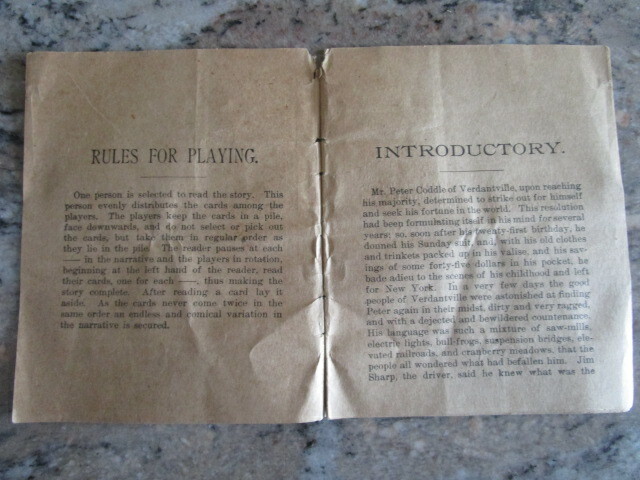 RULES FOR PLAYING.
One person is selected to read the story. This
person evenly distributes the cards among the
players. The players keep the cards in a pile,
face downwards, and do not select or pick out
the cards, but take them in regular order as
they lie in the pile. The reader pauses at each
—— in the narrative and the players in rotation,
beginning at the left hand of the reader, read
their cards, one for each ——, thus making the
story complete. After reading a card lay it
aside. As the cards never come twice in the
same order an endless and comical variation in
the narrative is secured.
INTRODUCTORY.
Mr. Peter Coddle of Verdantville, upon reaching
his majority, determined to strike out for himself
and seek his fortune in the world. This resolution
had been formulating itself in his mind for several
years; so, soon after his twenty-first birthday, he
donned his Sunday suit, and, with his old clothes
and trinkets packed up in his valise, and his sav-
ings of some forty-five dollars in his pocket, he
bade adieu to the scenes of his childhood and left
for New York. In a very few days the good
people of Verdantville were astonished at finding
Peter again in their midst, dirty and very ragged,
and with a dejected and bewildered countenance.
His language was such a mixture of saw-mills,
electric lights, bull-frogs, suspension bridges, ele-
vated railroads, and cranberry meadows, that the
people all wondered what had befallen him. Jim
Sharp, the driver, said he knew what was the